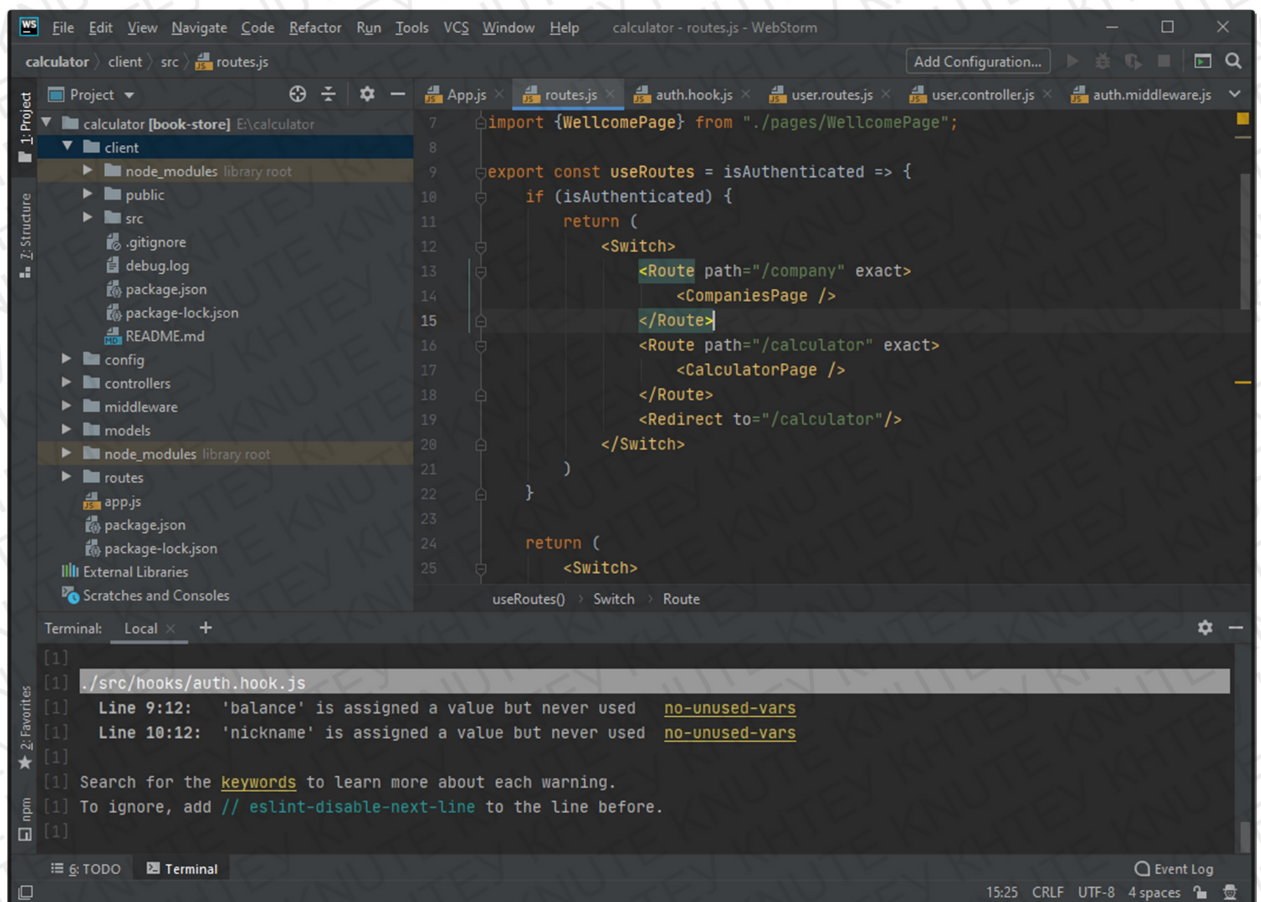 WS File Edit View Navigate Code Refactor Run Tools VCS Window Help calculator - routes.js - WebStorm
calculator client src routes.js Add Configuration...
1: Project
Project
App.js routes.js auth.hook.js user.routes.js user.controller.js auth.middleware.js
calculator [book-store] E:\calculator
client
node_modules library root
public
src
.gitignore
debug.log
package.json
package-lock.json
README.md
config
controllers
middleware
models
node_modules library root
routes
app.js
package.json
package-lock.json
External Libraries
Scratches and Consoles
7: Structure
7 import {WellcomePage} from "./pages/WellcomePage";
8
9 export const useRoutes = isAuthenticated => {
10 if (isAuthenticated) {
11 return (
12 <Switch>
13 <Route path="/company" exact>
14 <CompaniesPage />
15 </Route>
16 <Route path="/calculator" exact>
17 <CalculatorPage />
18 </Route>
19 <Redirect to="/calculator"/>
20 </Switch>
21 )
22 }
23
24 return (
25 <Switch>
useRoutes() Switch Route
Terminal: Local +
[1]
[1] ./src/hooks/auth.hook.js
[1] Line 9:12: 'balance' is assigned a value but never used no-unused-vars
[1] Line 10:12: 'nickname' is assigned a value but never used no-unused-vars
[1]
[1] Search for the keywords to learn more about each warning.
[1] To ignore, add // eslint-disable-next-line to the line before.
[1]
2: Favorites
npm
6: TODO Terminal Event Log
15:25 CRLF UTF-8 4 spaces